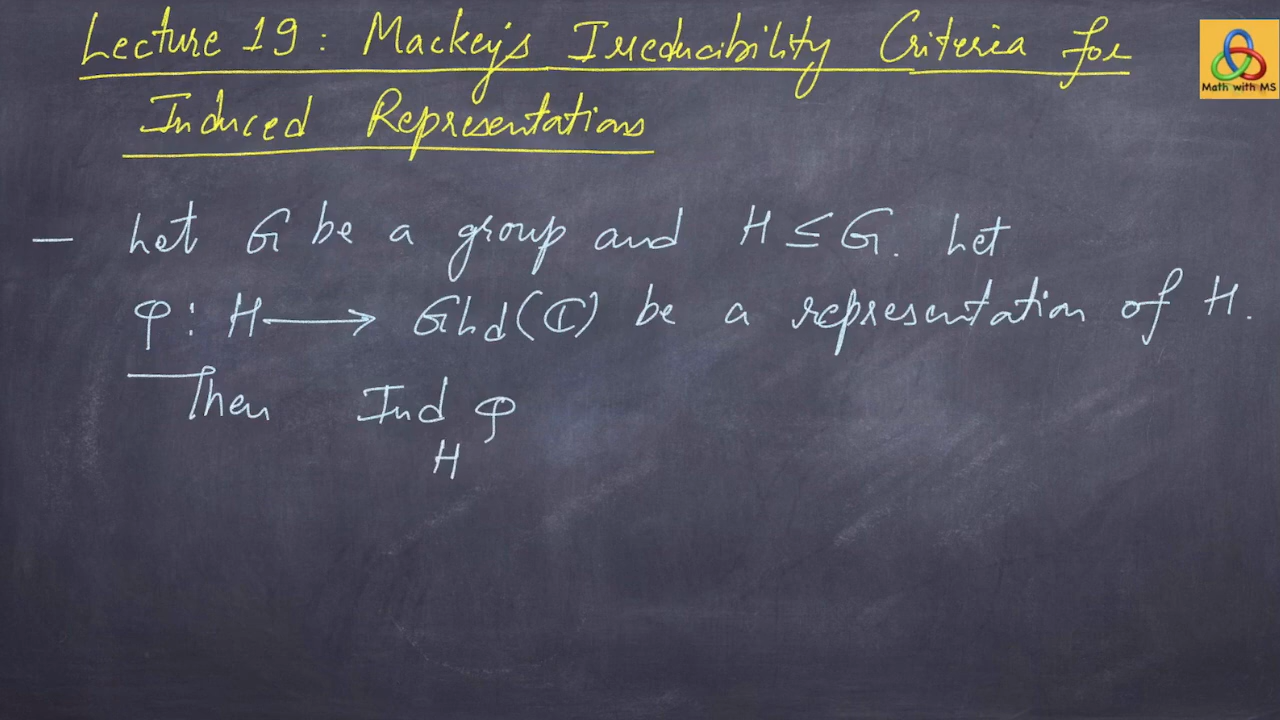 Lecture 19: Mackey's Irreducibility Criteria for
Induced Representations
Math with MS
— Let G be a group and H ≤ G. Let
φ: H ⟶ GL_d(ℂ) be a representation of H.
Then Ind φ
H